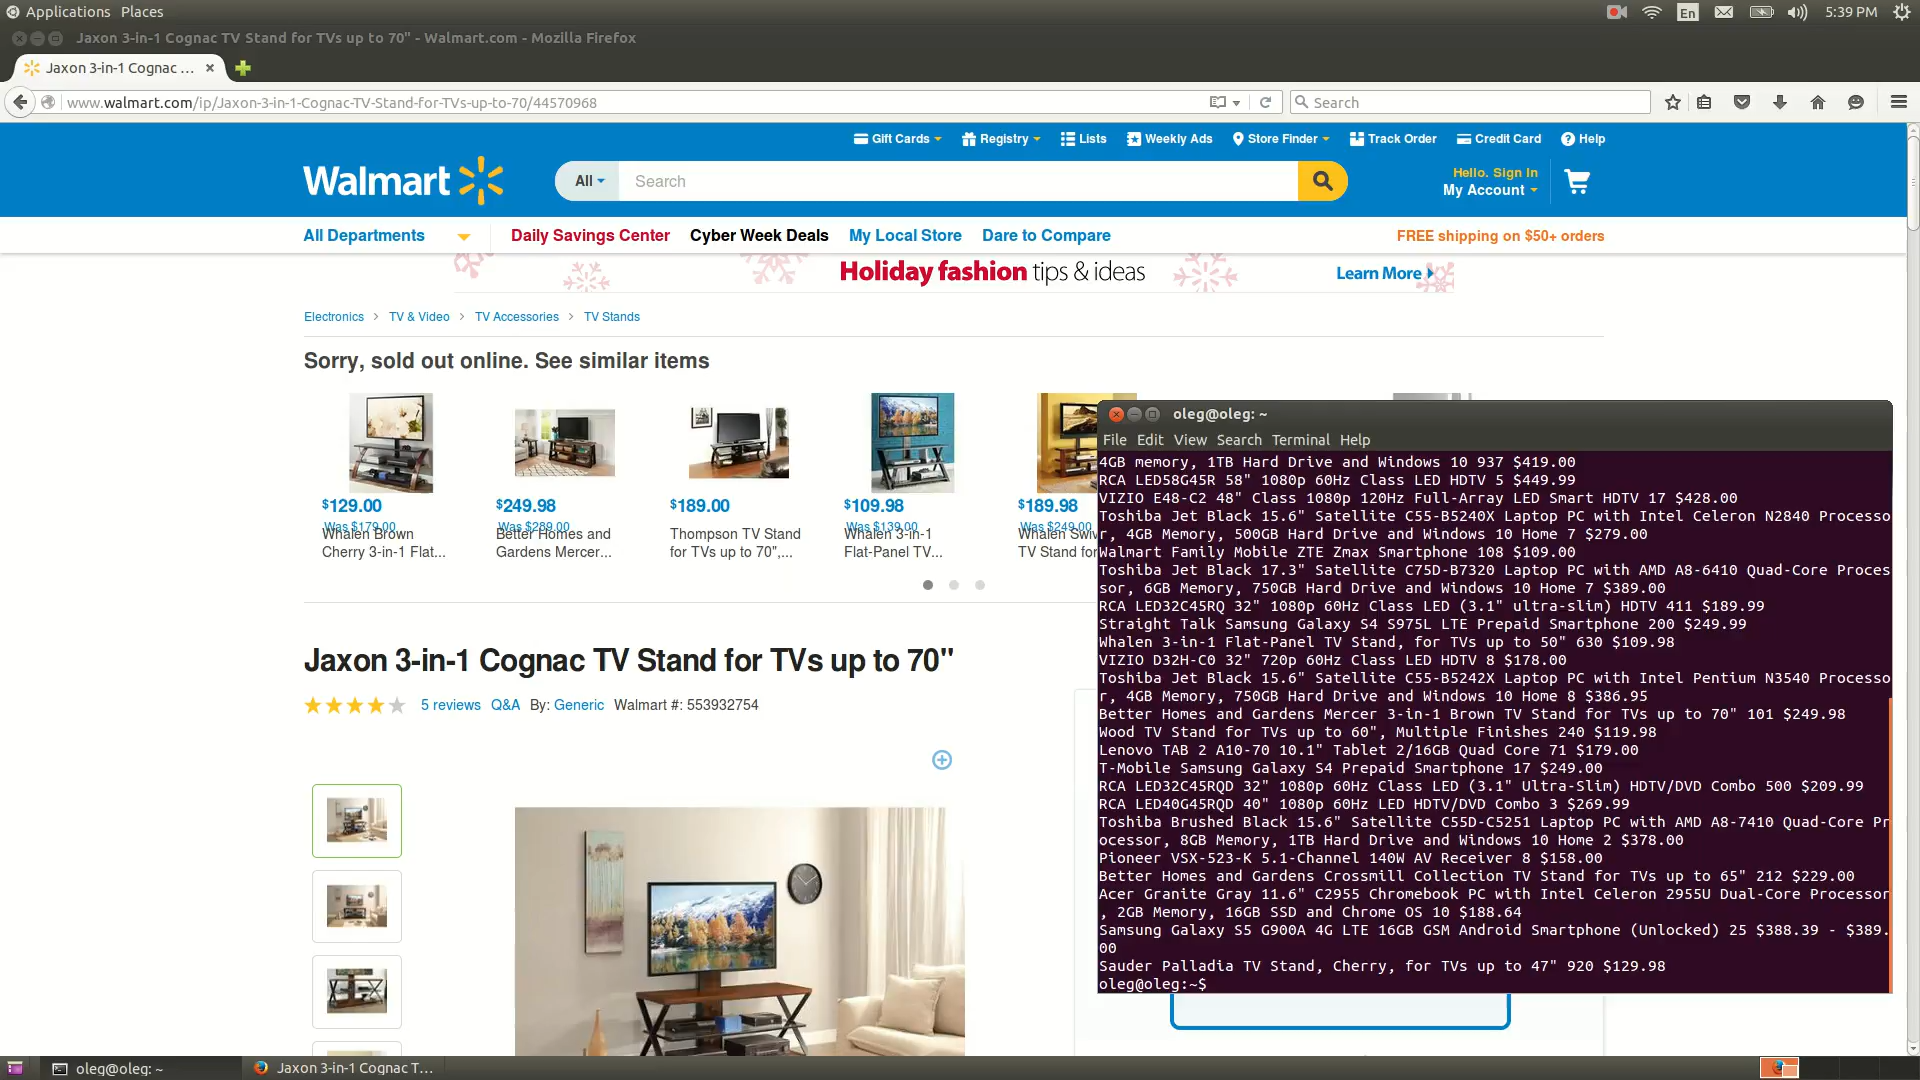 Applications Places
En
5:39 PM
Jaxon 3-in-1 Cognac TV Stand for TVs up to 70" - Walmart.com - Mozilla Firefox
Jaxon 3-in-1 Cognac ...
www.walmart.com/ip/Jaxon-3-in-1-Cognac-TV-Stand-for-TVs-up-to-70/44570968
Search
Gift Cards Registry Lists Weekly Ads Store Finder Track Order Credit Card Help
Walmart
All
Search
Hello. Sign In
My Account
All Departments
Daily Savings Center Cyber Week Deals My Local Store Dare to Compare
FREE shipping on $50+ orders
Holiday fashion tips & ideas
Learn More
Electronics > TV & Video > TV Accessories > TV Stands
Sorry, sold out online. See similar items
$129.00
Was $179.00
Whalen Brown
Cherry 3-in-1 Flat...
$249.98
Was $289.00
Better Homes and
Gardens Mercer...
$189.00
Thompson TV Stand
for TVs up to 70",...
$109.98
Was $139.00
Whalen 3-in-1
Flat-Panel TV...
$189.98
Was $249.00
Whalen Swiv
TV Stand for
Jaxon 3-in-1 Cognac TV Stand for TVs up to 70"
5 reviews Q&A By: Generic Walmart #: 553932754
oleg@oleg: ~
File Edit View Search Terminal Help
4GB memory, 1TB Hard Drive and Windows 10 937 $419.00
RCA LED58G45R 58" 1080p 60Hz Class LED HDTV 5 $449.99
VIZIO E48-C2 48" Class 1080p 120Hz Full-Array LED Smart HDTV 17 $428.00
Toshiba Jet Black 15.6" Satellite C55-B5240X Laptop PC with Intel Celeron N2840 Processo
r, 4GB Memory, 500GB Hard Drive and Windows 10 Home 7 $279.00
Walmart Family Mobile ZTE Zmax Smartphone 108 $109.00
Toshiba Jet Black 17.3" Satellite C75D-B7320 Laptop PC with AMD A8-6410 Quad-Core Proces
sor, 6GB Memory, 750GB Hard Drive and Windows 10 Home 7 $389.00
RCA LED32C45RQ 32" 1080p 60Hz Class LED (3.1" ultra-slim) HDTV 411 $189.99
Straight Talk Samsung Galaxy S4 S975L LTE Prepaid Smartphone 200 $249.99
Whalen 3-in-1 Flat-Panel TV Stand, for TVs up to 50" 630 $109.98
VIZIO D32H-C0 32" 720p 60Hz Class LED HDTV 8 $178.00
Toshiba Jet Black 15.6" Satellite C55-B5242X Laptop PC with Intel Pentium N3540 Processo
r, 4GB Memory, 750GB Hard Drive and Windows 10 Home 8 $386.95
Better Homes and Gardens Mercer 3-in-1 Brown TV Stand for TVs up to 70" 101 $249.98
Wood TV Stand for TVs up to 60", Multiple Finishes 240 $119.98
Lenovo TAB 2 A10-70 10.1" Tablet 2/16GB Quad Core 71 $179.00
T-Mobile Samsung Galaxy S4 Prepaid Smartphone 17 $249.00
RCA LED32C45RQD 32" 1080p 60Hz Class LED (3.1" Ultra-Slim) HDTV/DVD Combo 500 $209.99
RCA LED40G45RQD 40" 1080p 60Hz LED HDTV/DVD Combo 3 $269.99
Toshiba Brushed Black 15.6" Satellite C55D-C5251 Laptop PC with AMD A8-7410 Quad-Core Pr
ocessor, 8GB Memory, 1TB Hard Drive and Windows 10 Home 2 $378.00
Pioneer VSX-523-K 5.1-Channel 140W AV Receiver 8 $158.00
Better Homes and Gardens Crossmill Collection TV Stand for TVs up to 65" 212 $229.00
Acer Granite Gray 11.6" C2955 Chromebook PC with Intel Celeron 2955U Dual-Core Processor
, 2GB Memory, 16GB SSD and Chrome OS 10 $188.64
Samsung Galaxy S5 G900A 4G LTE 16GB GSM Android Smartphone (Unlocked) 25 $388.39 - $389.
00
Sauder Palladia TV Stand, Cherry, for TVs up to 47" 920 $129.98
oleg@oleg:~$
oleg@oleg: ~
Jaxon 3-in-1 Cognac T...